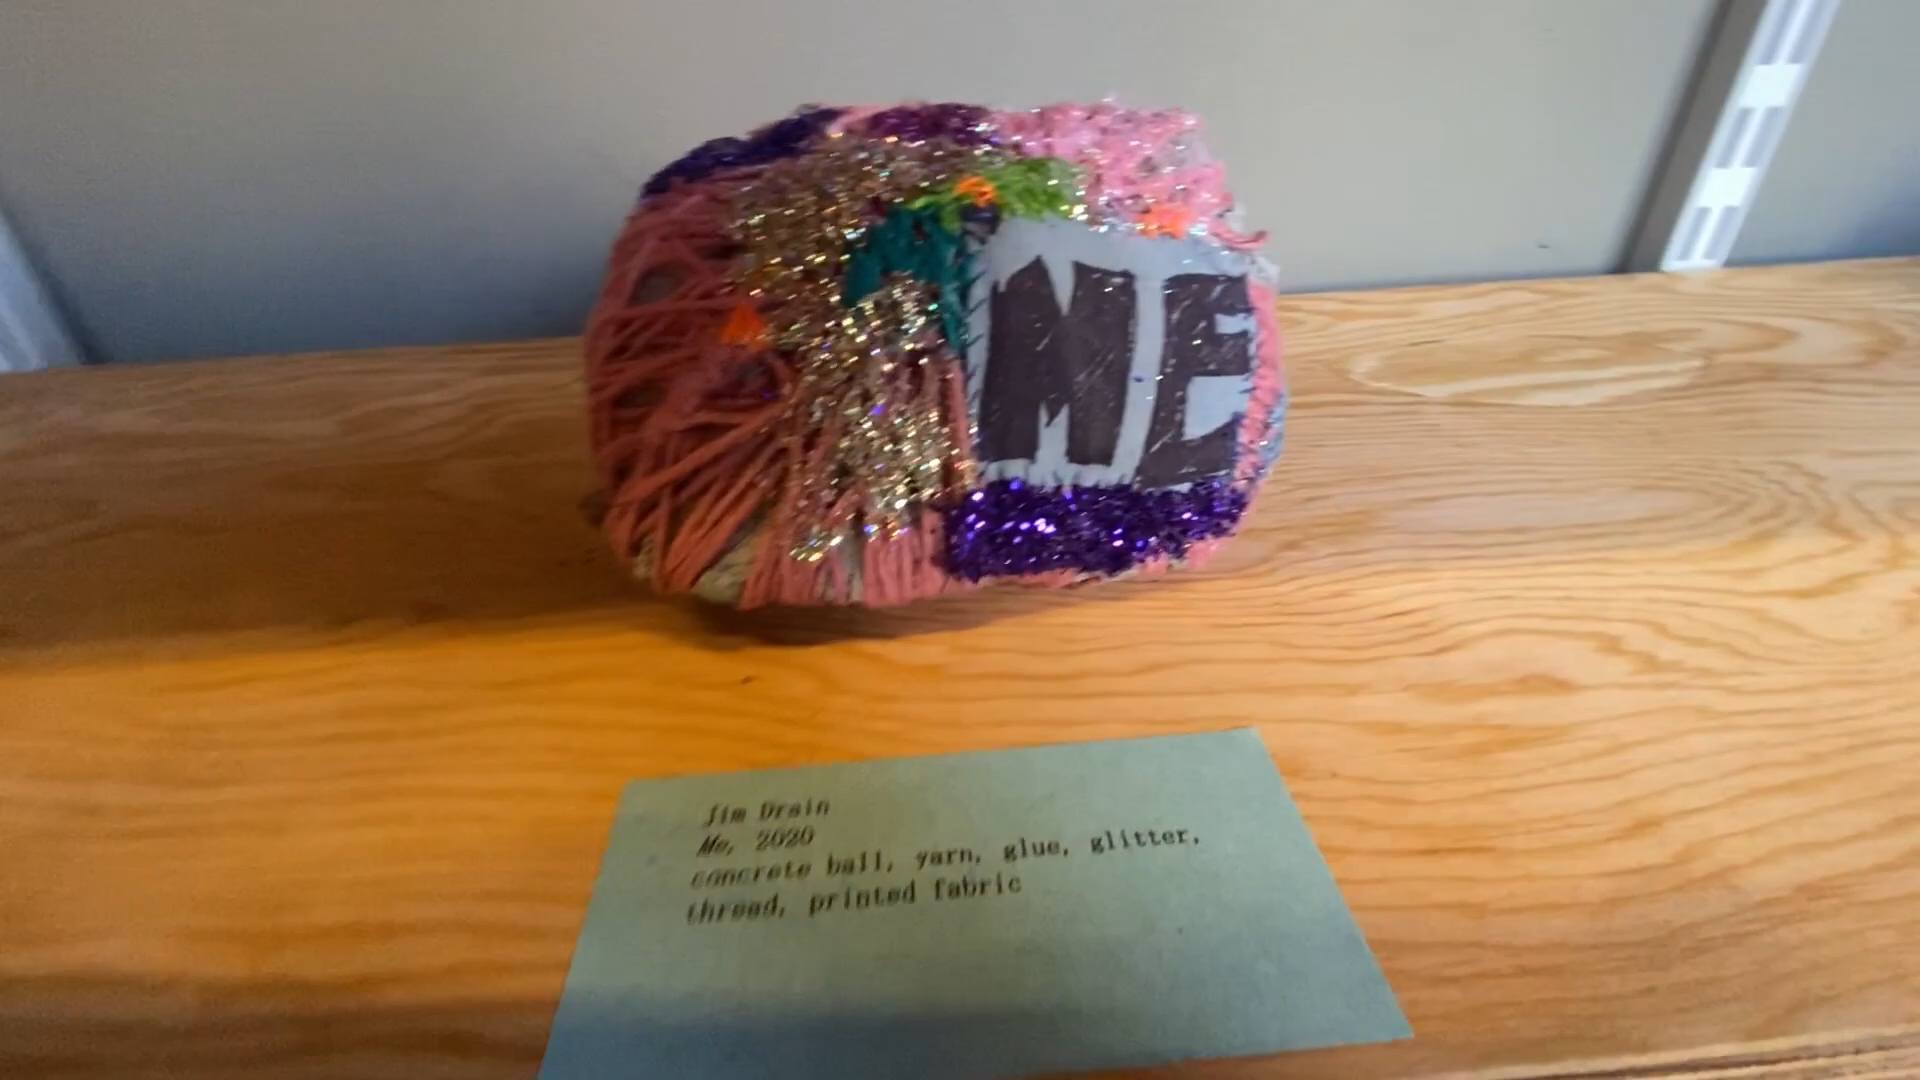 ME
Jim Drain
Me, 2020
concrete ball, yarn, glue, glitter,
thread, printed fabric